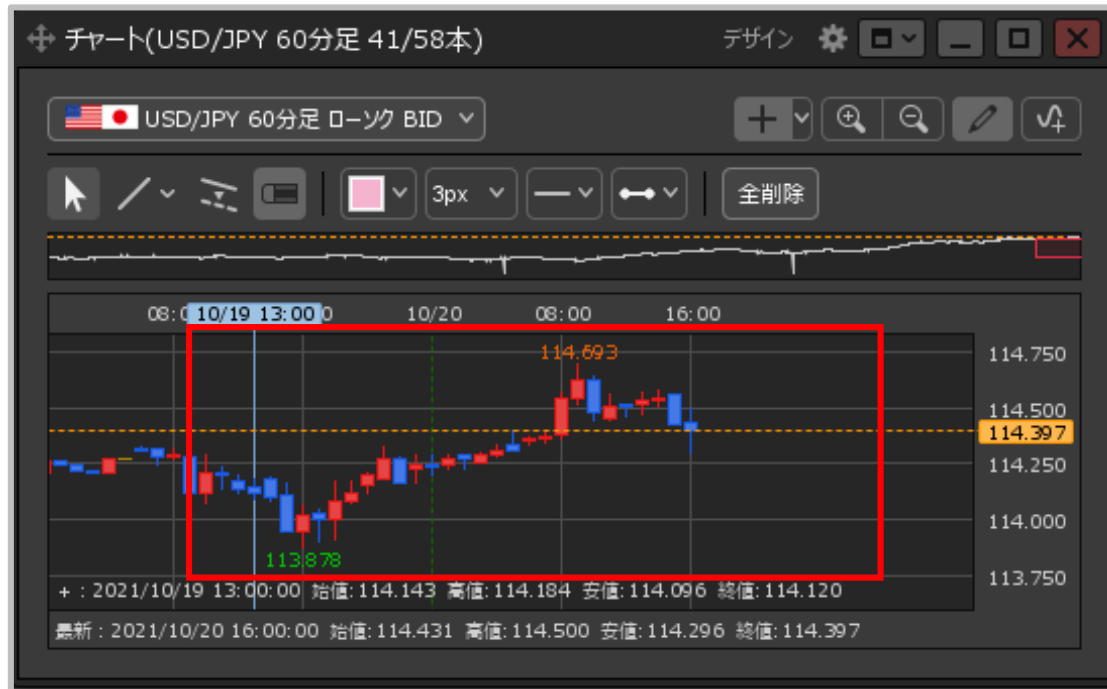 チャート(USD/JPY 60分足 41/58本) デザイン
USD/JPY 60分足 ローソク BID
3px 全削除
10/19 13:00 10/20 08:00 16:00
114.693
114.750
114.500
114.397
114.250
114.000
113.878
113.750
+ : 2021/10/19 13:00:00 始値:114.143 高値:114.184 安値:114.096 終値:114.120
最新 : 2021/10/20 16:00:00 始値:114.431 高値:114.500 安値:114.296 終値:114.397